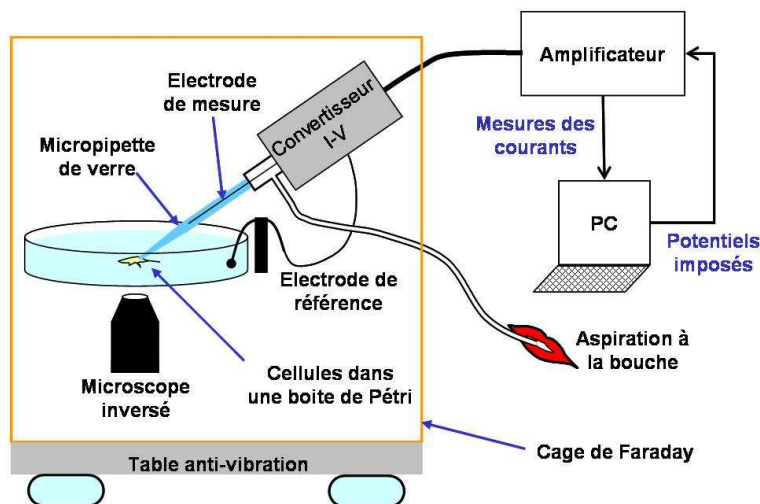 Electrode
de mesure
Micropipette
de verre
Convertisseur
I-V
Amplificateur
Mesures des
courants
PC
Potentiels
imposés
Electrode de
référence
Microscope
inversé
Cellules dans
une boite de Pétri
Aspiration à
la bouche
Cage de Faraday
Table anti-vibration